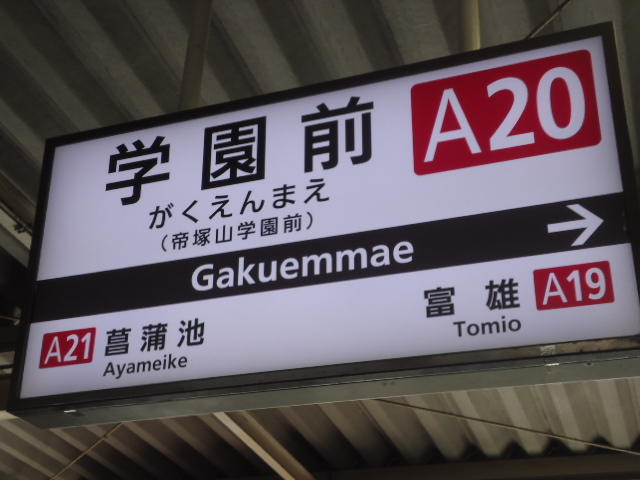 学園前 A20
がくえんまえ
(帝塚山学園前)
Gakuemmae →
A21 菖蒲池
Ayameike
富雄 A19
Tomio